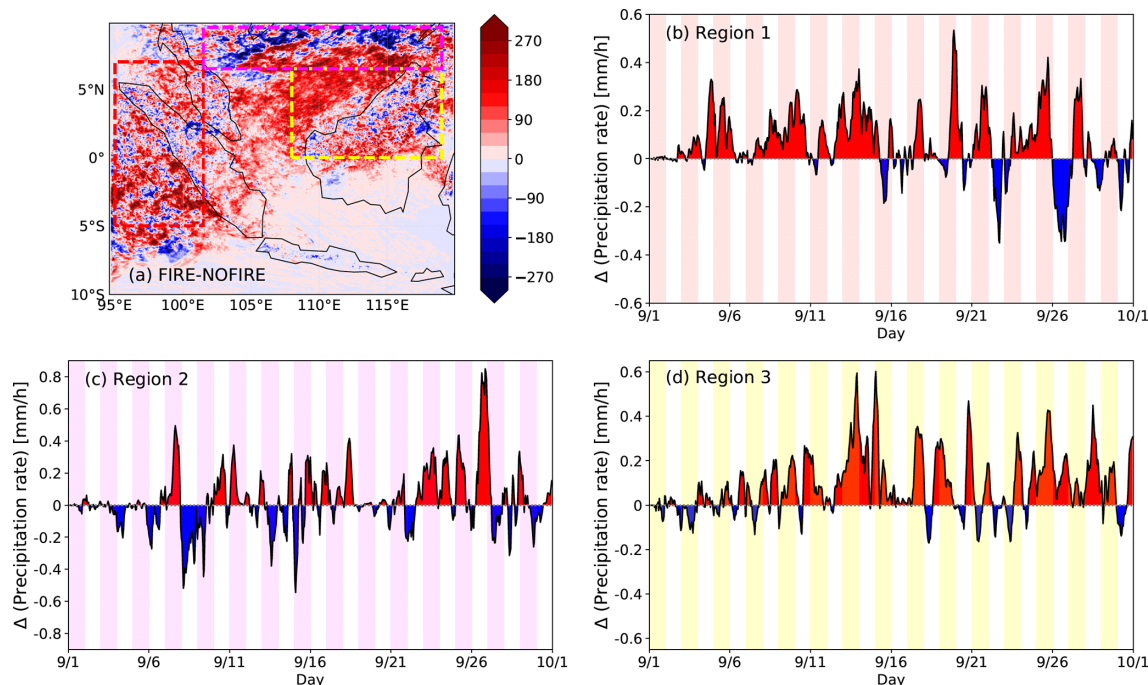 270
180
90
0
−90
−180
−270
5°N
0°
5°S
10°S
(a) FIRE-NOFIRE
95°E 100°E 105°E 110°E 115°E
(b) Region 1
Δ (Precipitation rate) [mm/h]
0.6
0.4
0.2
0
-0.2
-0.4
-0.6
9/1 9/6 9/11 9/16 9/21 9/26 10/1
Day
(c) Region 2
Δ (Precipitation rate) [mm/h]
0.8
0.6
0.4
0.2
0
-0.2
-0.4
-0.6
-0.8
9/1 9/6 9/11 9/16 9/21 9/26 10/1
Day
(d) Region 3
Δ (Precipitation rate) [mm/h]
0.6
0.4
0.2
0
-0.2
-0.4
-0.6
9/1 9/6 9/11 9/16 9/21 9/26 10/1
Day